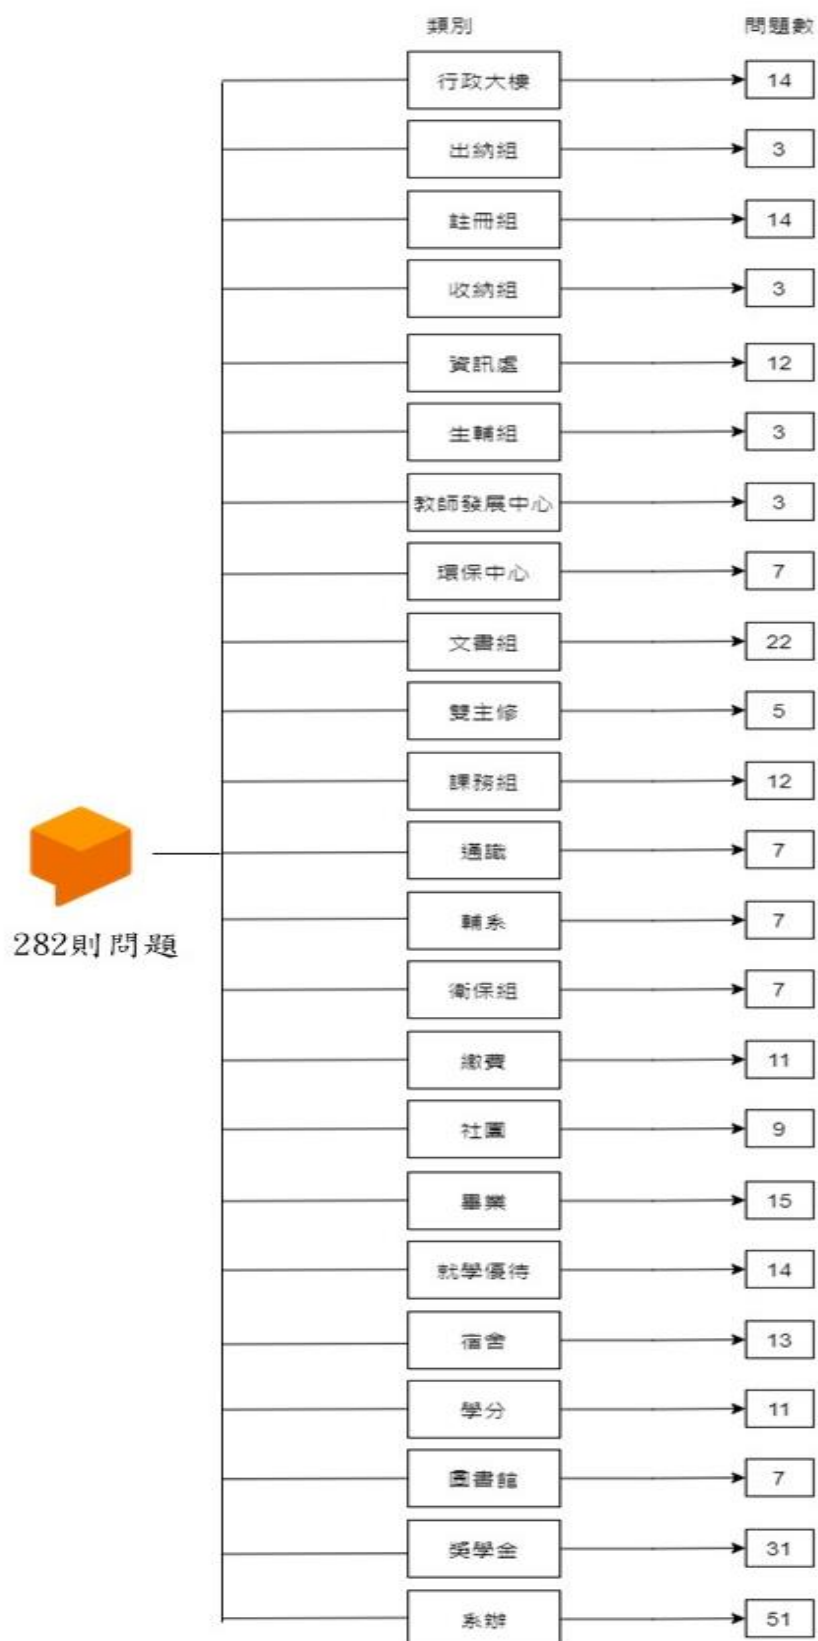 類別 問題數
行政大樓 14
出納組 3
註冊組 14
收納組 3
資訊處 12
生輔組 3
教師發展中心 3
環保中心 7
文書組 22
雙主修 5
課務組 12
通識 7
282則問題
輔系 7
衛保組 7
繳費 11
社團 9
畢業 15
就學優待 14
宿舍 13
學分 11
圖書館 7
獎學金 31
系辦 51